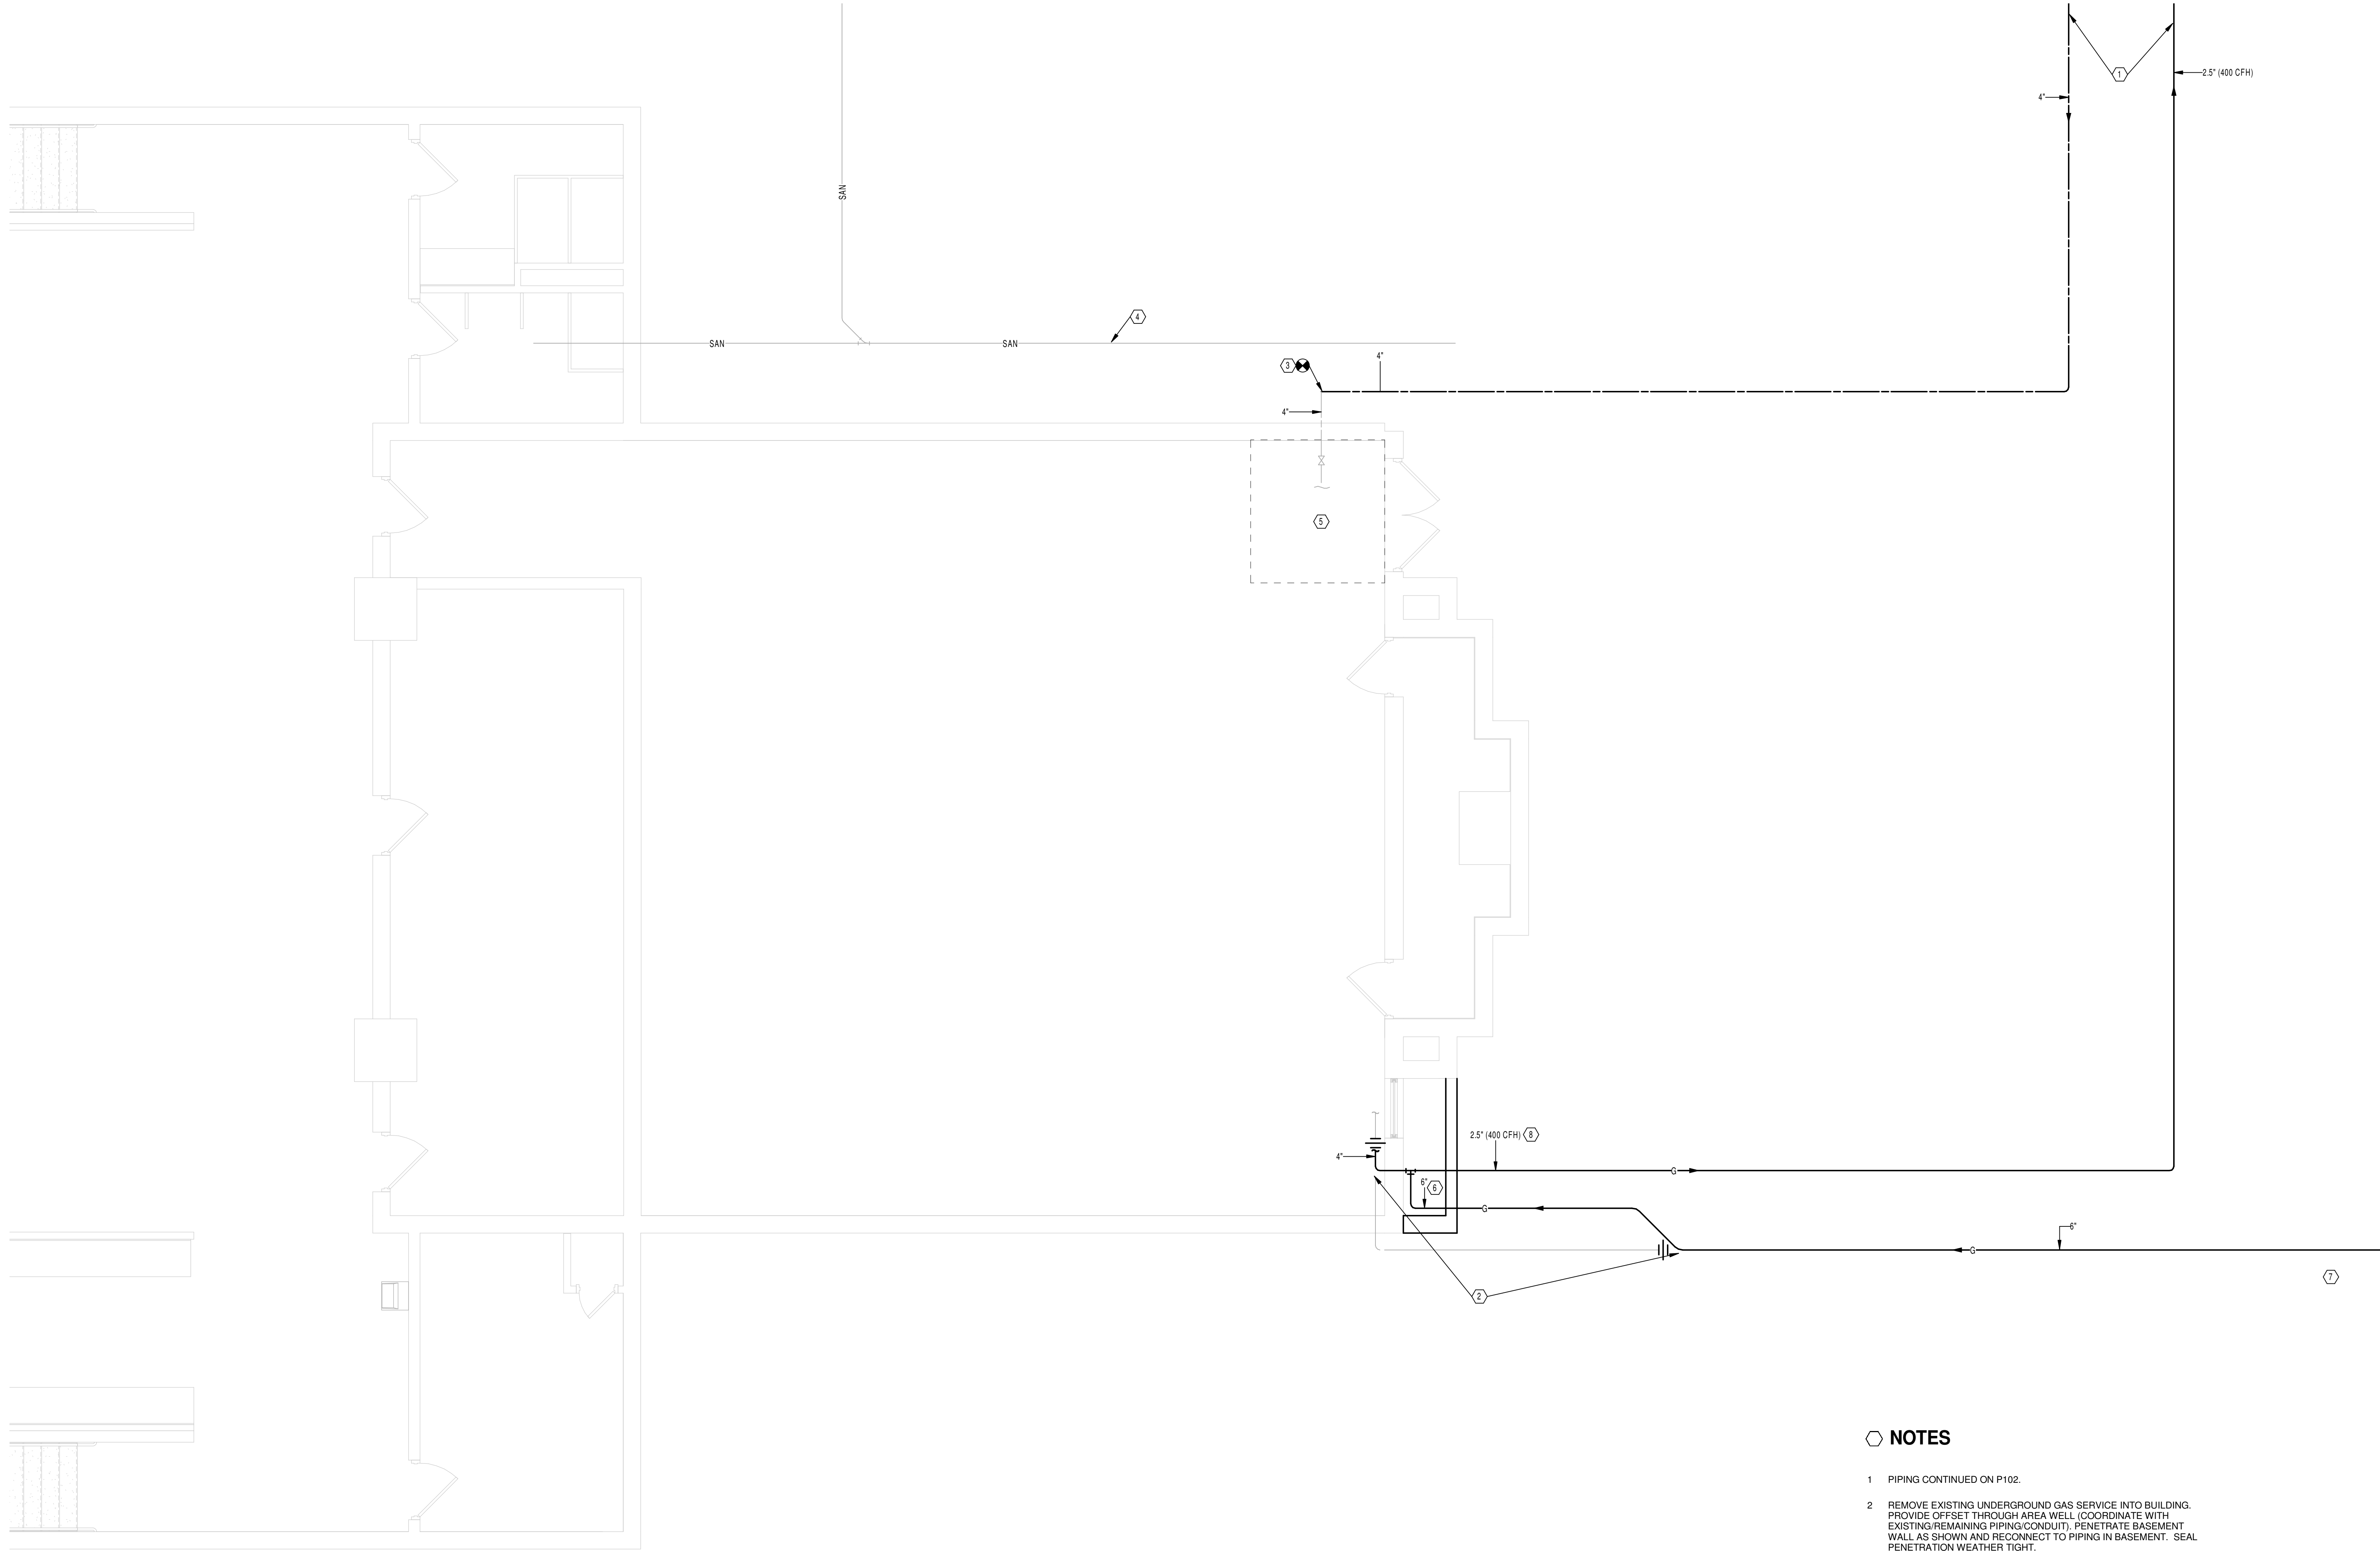 1
2.5" (400 CFH)
4"
SAN
4
SAN
SAN
4"
3
4"
5
2.5" (400 CFH) 8
4"
G
6" 6
G
6"
G
7
2
NOTES
1 PIPING CONTINUED ON P102.
2 REMOVE EXISTING UNDERGROUND GAS SERVICE INTO BUILDING.
PROVIDE OFFSET THROUGH AREA WELL (COORDINATE WITH
EXISTING/REMAINING PIPING/CONDUIT). PENETRATE BASEMENT
WALL AS SHOWN AND RECONNECT TO PIPING IN BASEMENT. SEAL
PENETRATION WEATHER TIGHT.